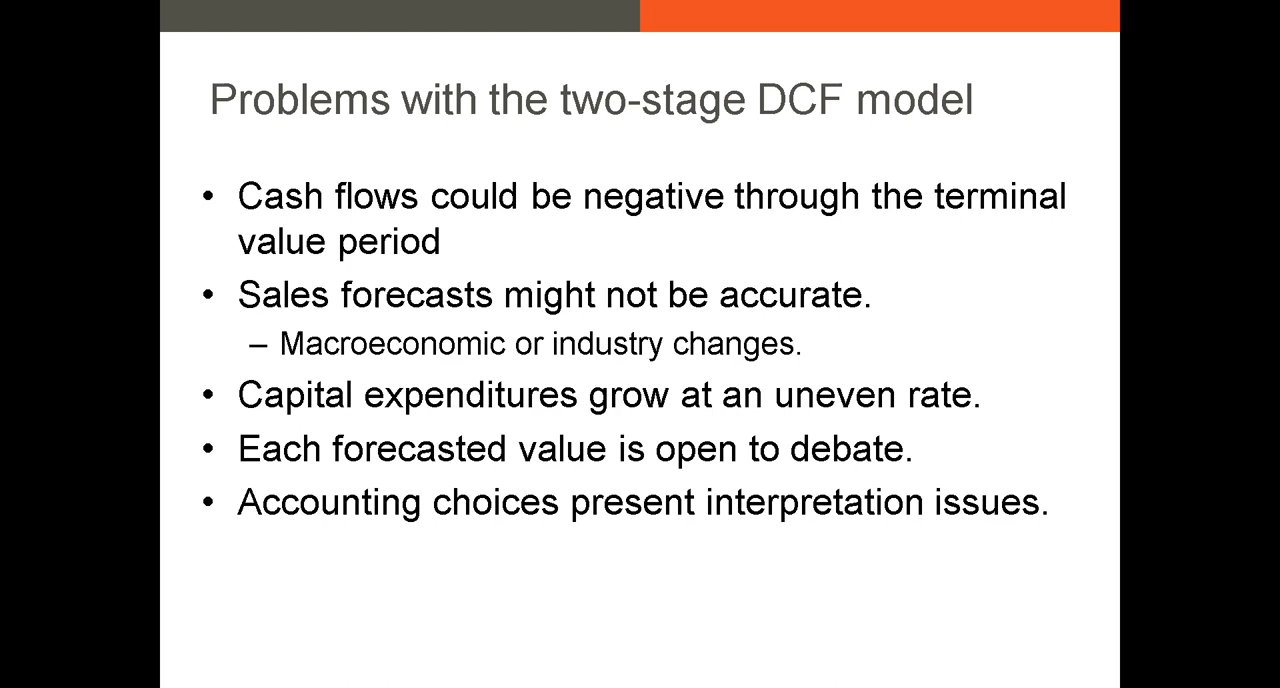 Problems with the two-stage DCF model
• Cash flows could be negative through the terminal
value period
• Sales forecasts might not be accurate.
– Macroeconomic or industry changes.
• Capital expenditures grow at an uneven rate.
• Each forecasted value is open to debate.
• Accounting choices present interpretation issues.